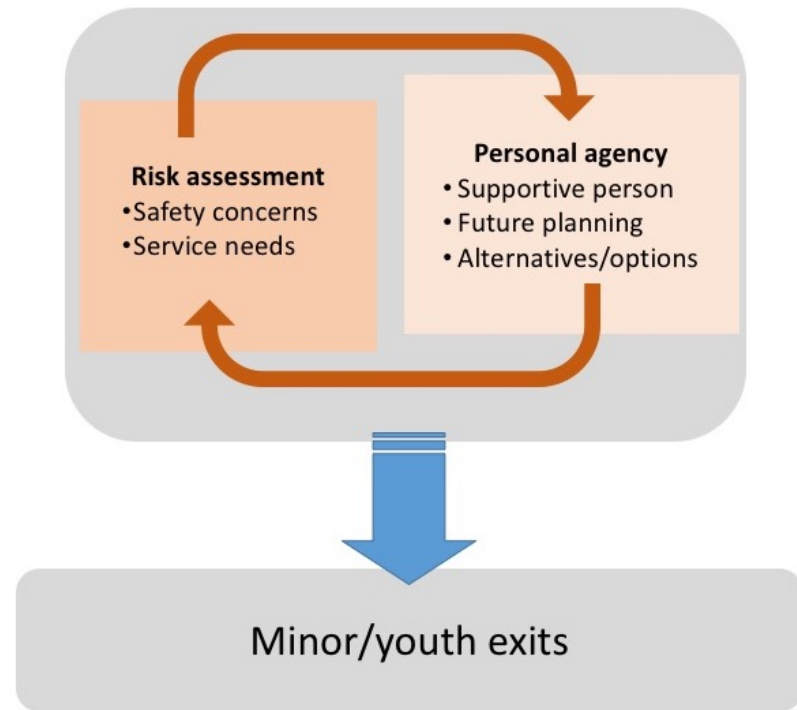 Risk assessment
•Safety concerns
•Service needs
Personal agency
• Supportive person
• Future planning
• Alternatives/options
Minor/youth exits